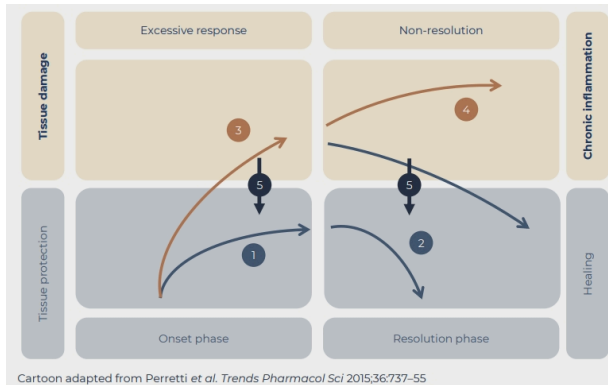 Excessive response
Non-resolution
Tissue damage
Chronic inflammation
3
4
5
5
Tissue protection
Healing
1
2
Onset phase
Resolution phase
Cartoon adapted from Perretti et al. Trends Pharmacol Sci 2015;36:737–55